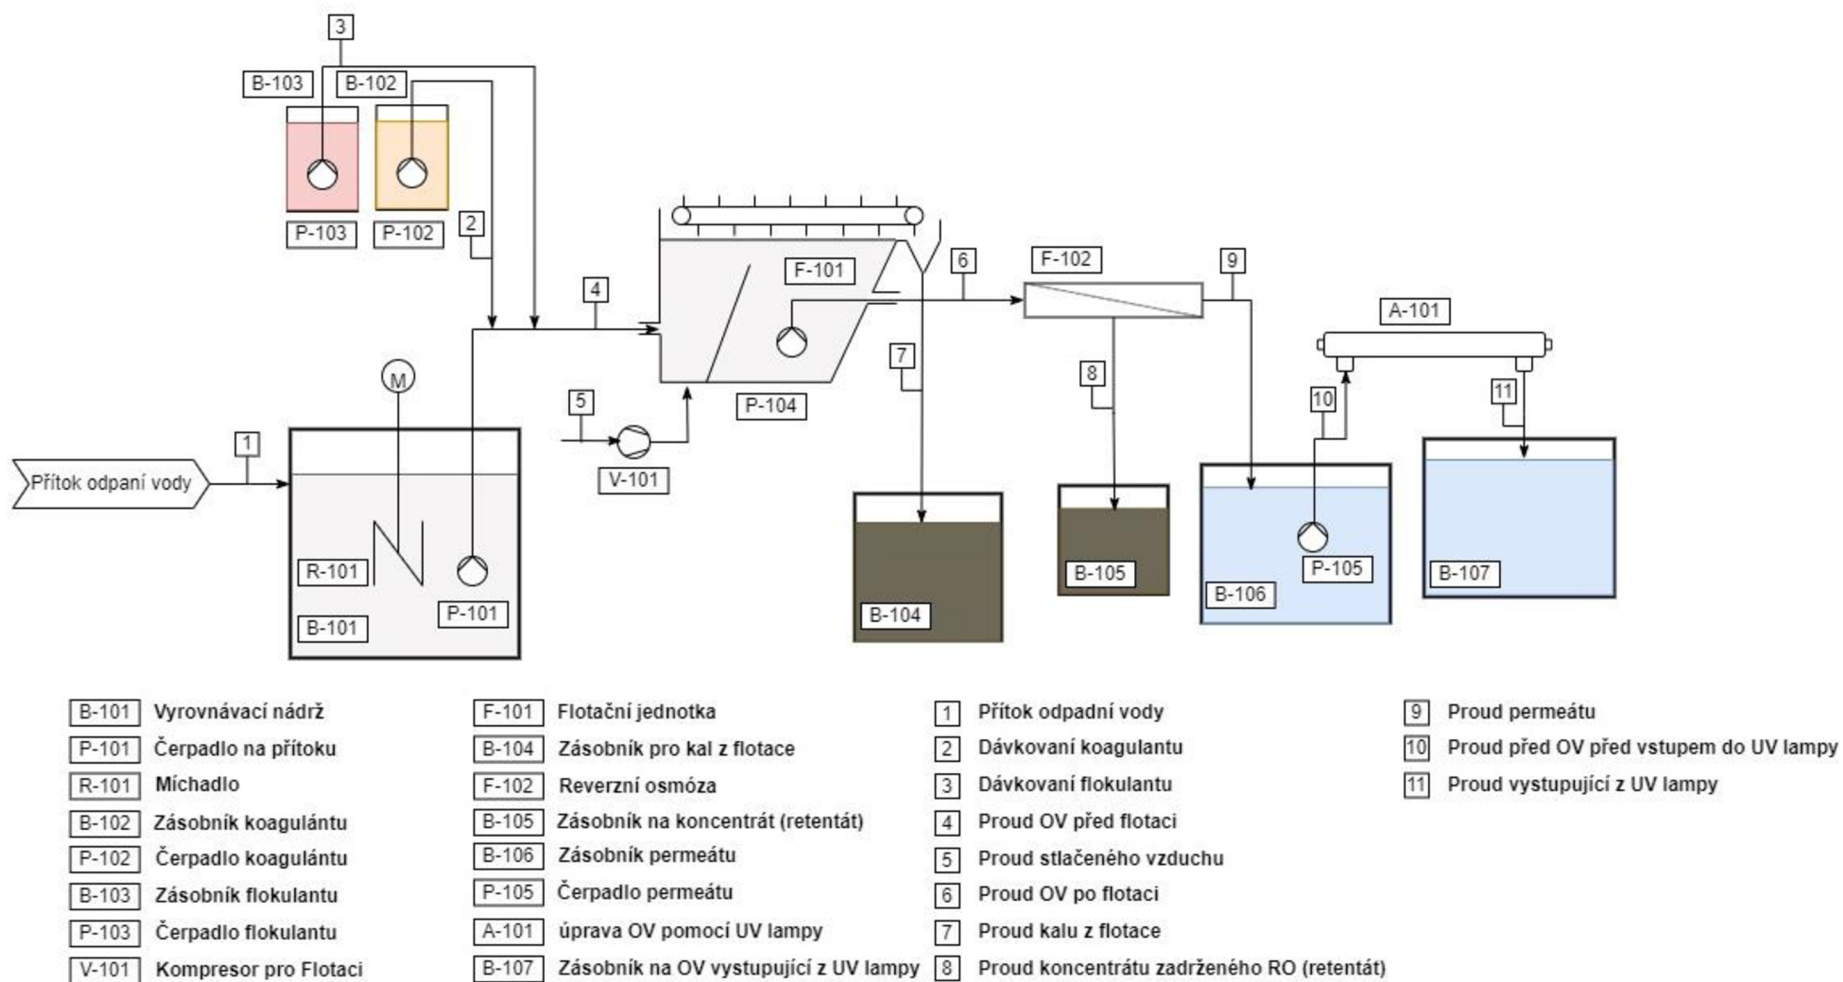 3
B-103
B-102
P-103
P-102
2
F-101
4
6
F-102
9
A-101
M
7
P-104
5
8
10
11
1
Přítok odpaní vody
V-101
R-101
B-101
P-101
B-104
B-105
P-105
B-106
B-107
B-101 Vyrovnávací nádrž
P-101 Čerpadlo na přítoku
R-101 Míchadlo
B-102 Zásobník koagulántu
P-102 Čerpadlo koagulántu
B-103 Zásobník flokulantu
P-103 Čerpadlo flokulantu
V-101 Kompresor pro Flotaci
F-101 Flotační jednotka
B-104 Zásobník pro kal z flotace
F-102 Reverzní osmóza
B-105 Zásobník na koncentrát (retentát)
B-106 Zásobník permeátu
P-105 Čerpadlo permeátu
A-101 úprava OV pomocí UV lampy
B-107 Zásobník na OV vystupující z UV lampy
1 Přítok odpadní vody
2 Dávkovaní koagulantu
3 Dávkovaní flokulantu
4 Proud OV před flotaci
5 Proud stlačeného vzduchu
6 Proud OV po flotaci
7 Proud kalu z flotace
8 Proud koncentrátu zadrženého RO (retentát)
9 Proud permeátu
10 Proud před OV před vstupem do UV lampy
11 Proud vystupující z UV lampy